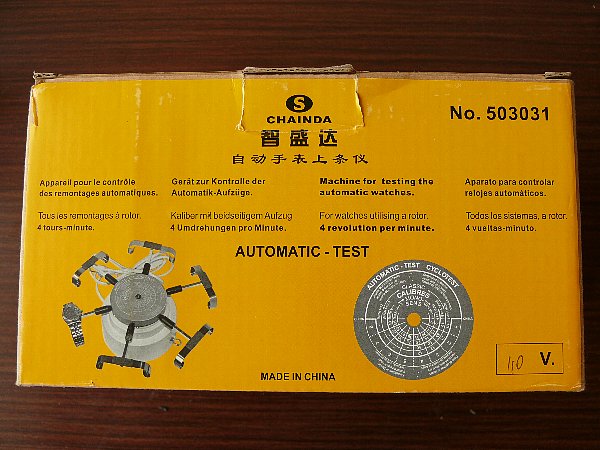 S
CHAINDA
No. 503031
智盛达
自动手表上条仪
Appareil pour le contrôle
des remontages automatiques.
Tous les remontages à rotor.
4 tours-minute.
Gerät zur Kontrolle der
Automatik-Aufzüge.
Kaliber mit beidseitigem Aufzug
4 Umdrehungen pro Minute.
Machine for testing the
automatic watches.
For watches utilising a rotor.
4 revolution per minute.
Aparato para controlar
relojes automáticos.
Todos los sistemas, a rotor.
4 vueltas-minuto.
AUTOMATIC - TEST
AUTOMATIC - TEST CYCLOTEST
CLASSIC
CALIBRES
SENS
110 V.
MADE IN CHINA